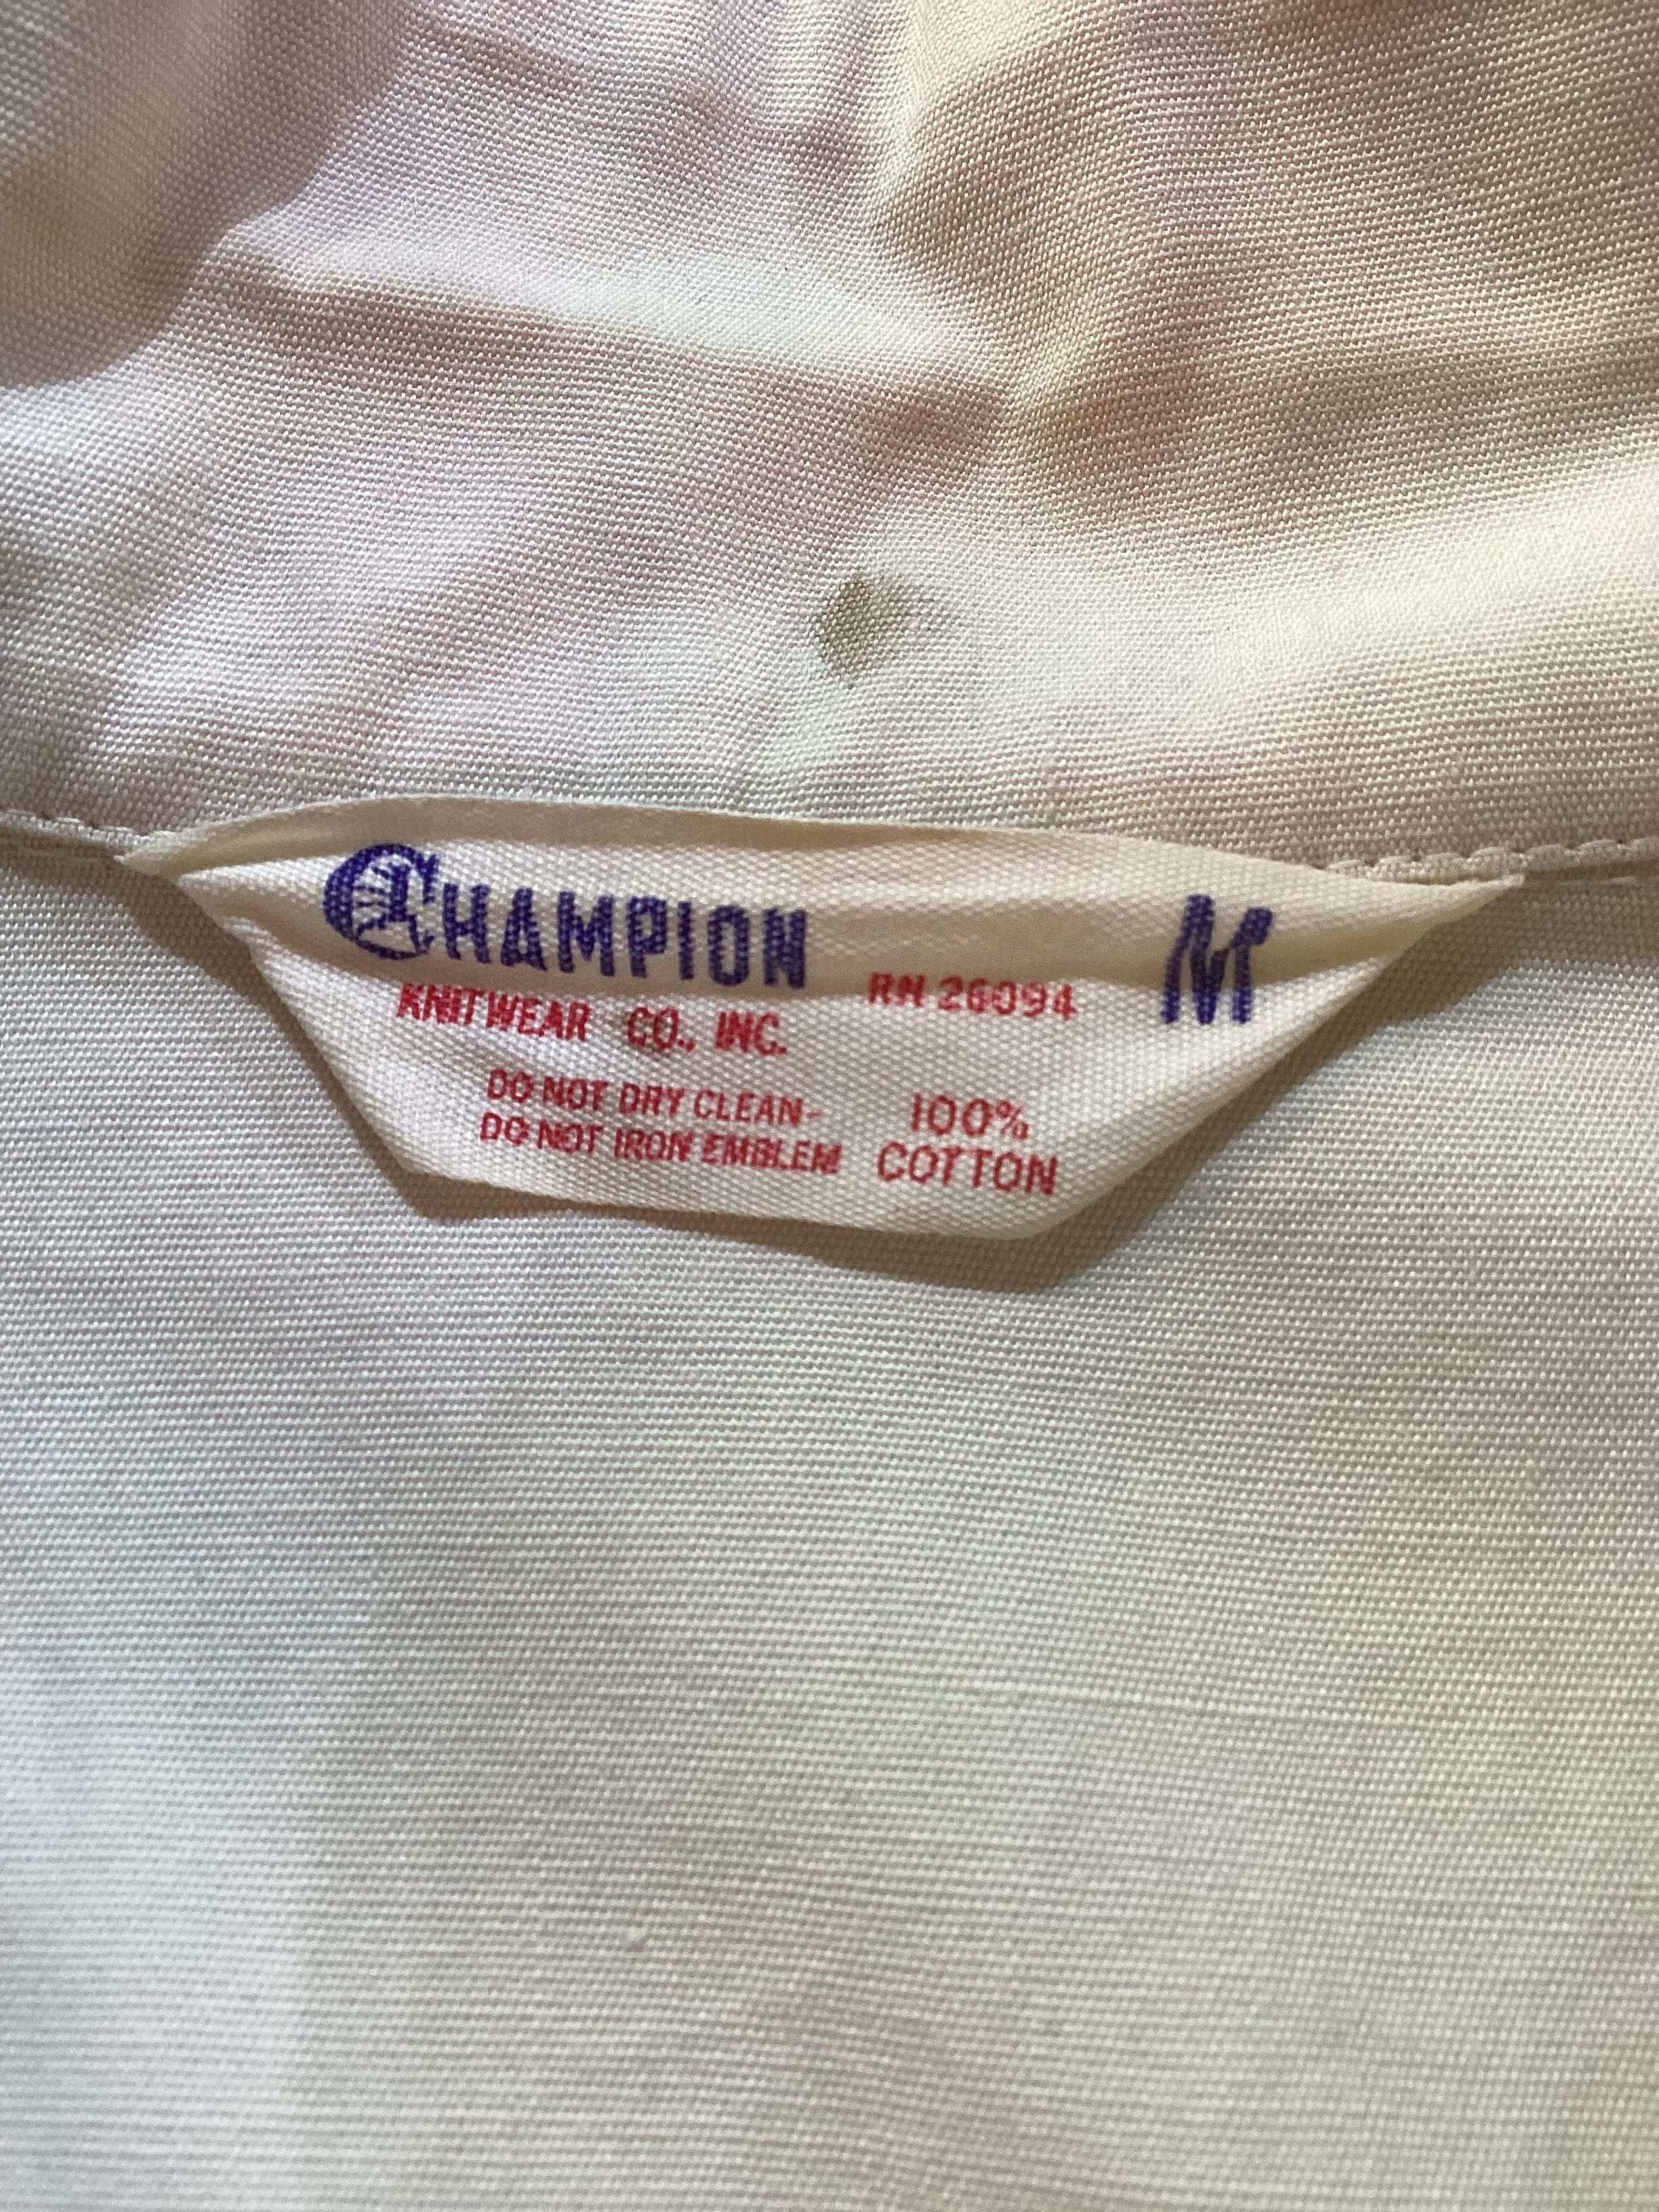 CHAMPION
M
KNITWEAR CO., INC.
RN 26094
DO NOT DRY CLEAN-
DO NOT IRON EMBLEM
100%
COTTON